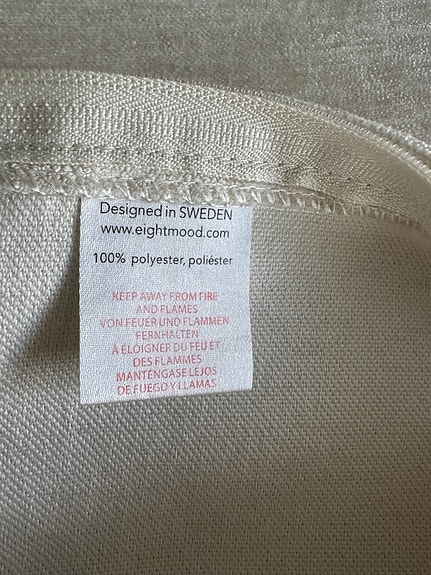 Designed in SWEDEN
www.eightmood.com
100% polyester, poliéster
KEEP AWAY FROM FIRE
AND FLAMES
VON FEUER UND FLAMMEN
FERNHALTEN
À ELOIGNER DU FEU ET
DES FLAMMES
MANTÉNGASE LEJOS
DE FUEGO Y LLAMAS